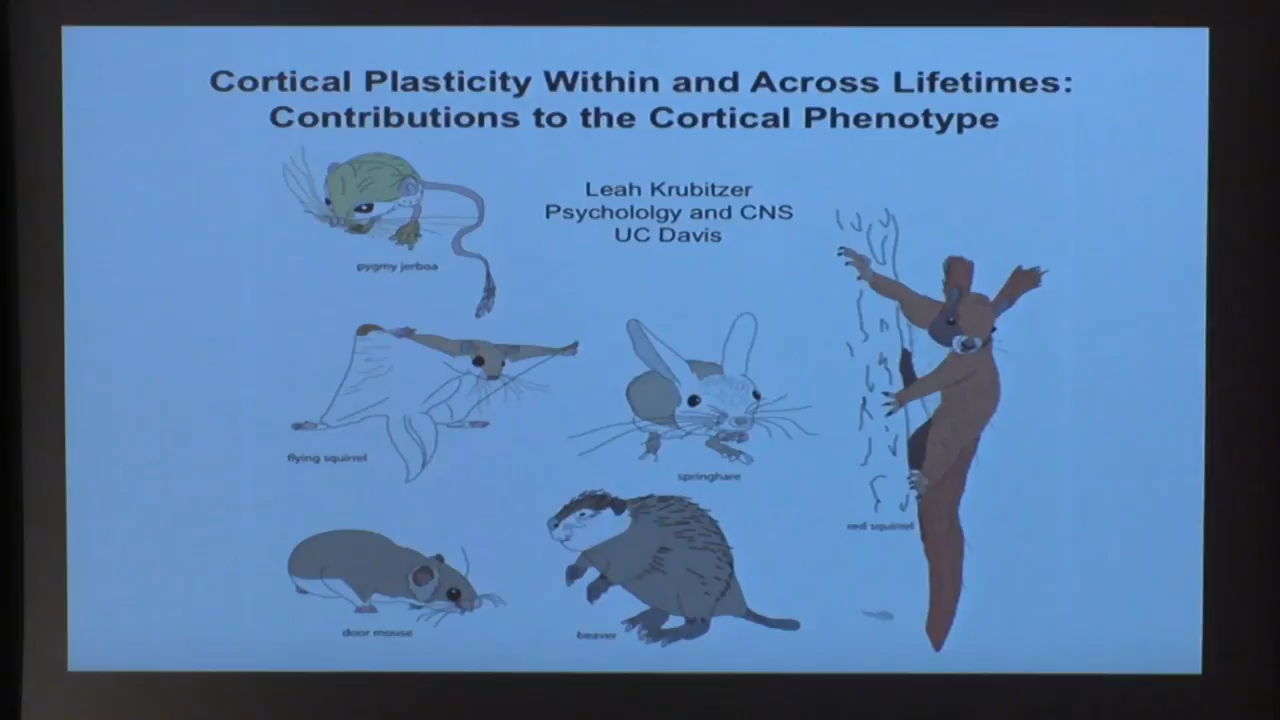 Cortical Plasticity Within and Across Lifetimes:
Contributions to the Cortical Phenotype
Leah Krubitzer
Psychololgy and CNS
UC Davis
pygmy jerboa
flying squirrel
springhare
red squirrel
door mouse
beaver